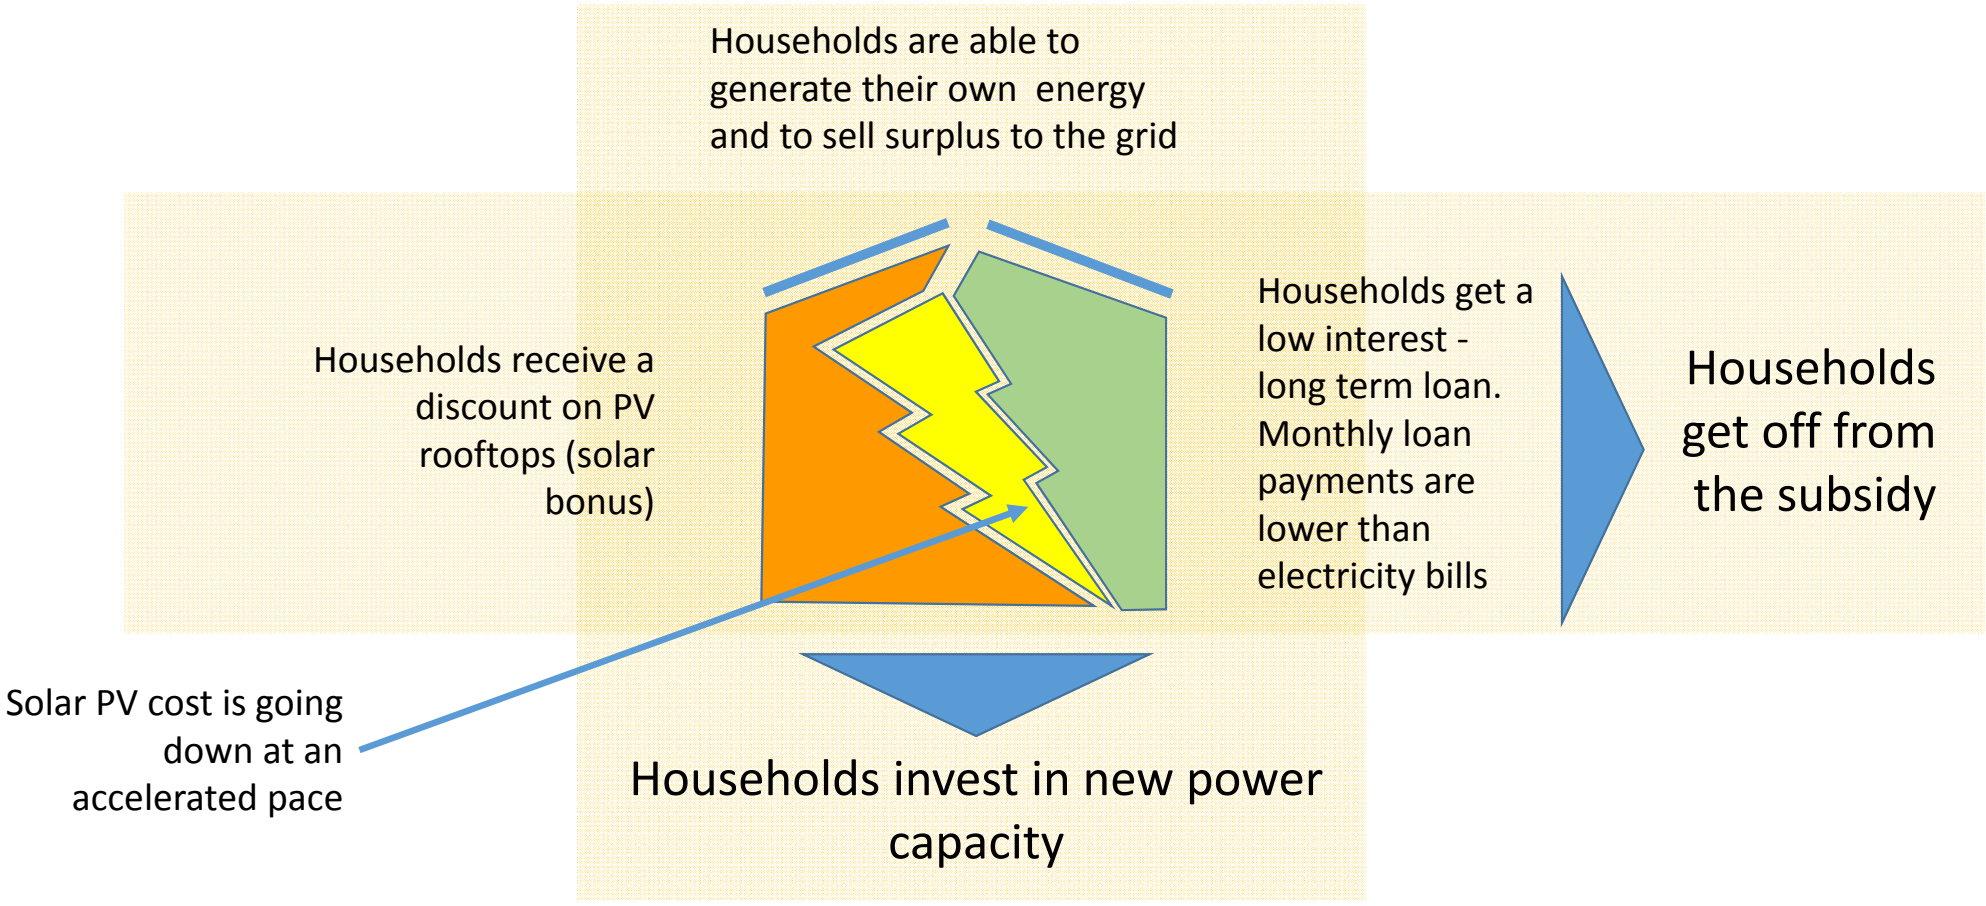 Households are able to
generate their own energy
and to sell surplus to the grid
Households receive a
discount on PV
rooftops (solar
bonus)
Households get a
low interest -
long term loan.
Monthly loan
payments are
lower than
electricity bills
Households
get off from
the subsidy
Solar PV cost is going
down at an
accelerated pace
Households invest in new power
capacity